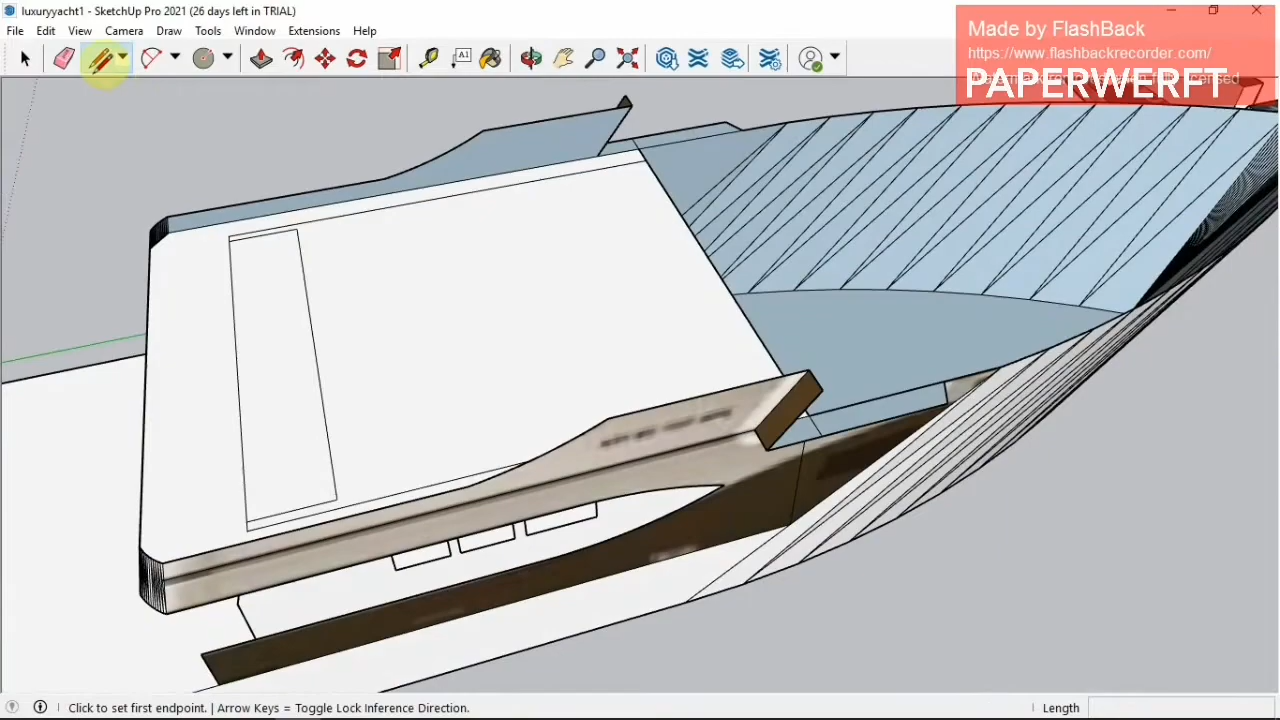 luxuryyacht1 - SketchUp Pro 2021 (26 days left in TRIAL)
File Edit View Camera Draw Tools Window Extensions Help
A1
Made by FlashBack
https://www.flashbackrecorder.com/
PAPERWERFT
Click to set first endpoint. | Arrow Keys = Toggle Lock Inference Direction.
Length